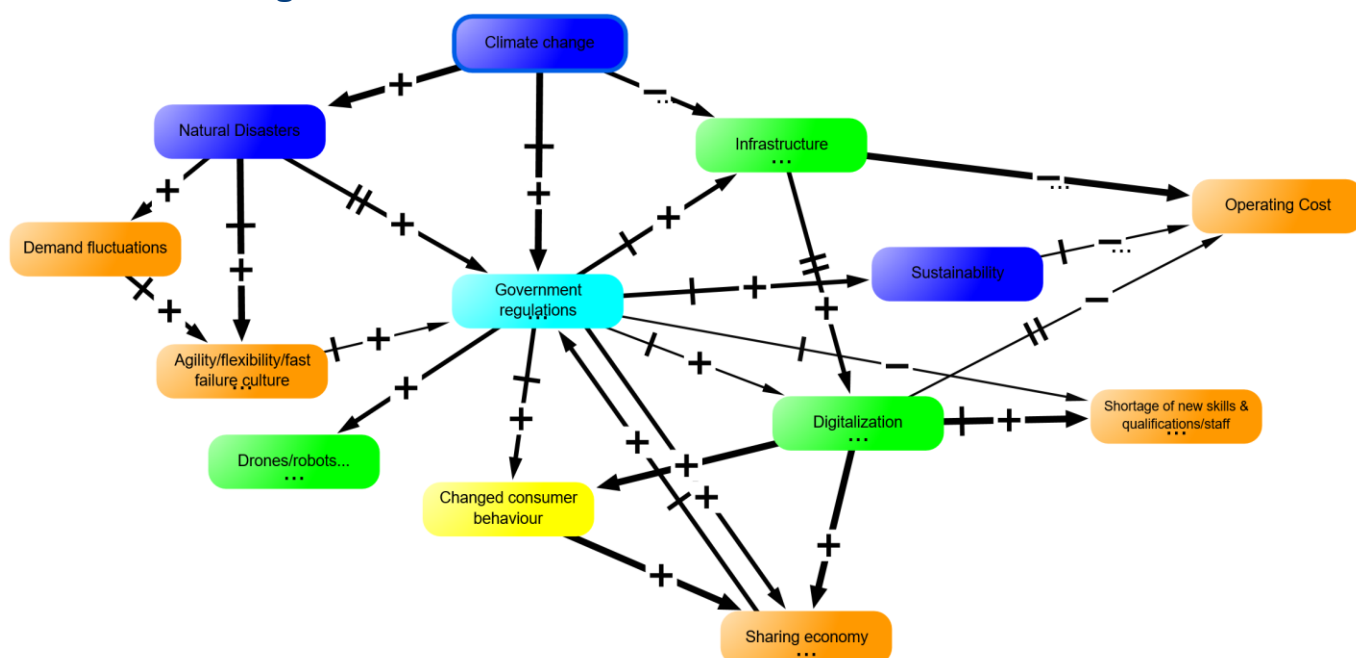 Climate change
Natural Disasters
Infrastructure
...
Operating Cost
Demand fluctuations
Sustainability
Government
regulations
...
Agility/flexibility/fast
failure culture
...
Digitalization
...
Shortage of new skills &
qualifications/staff
...
Drones/robots...
...
Changed consumer
behaviour
Sharing economy
...